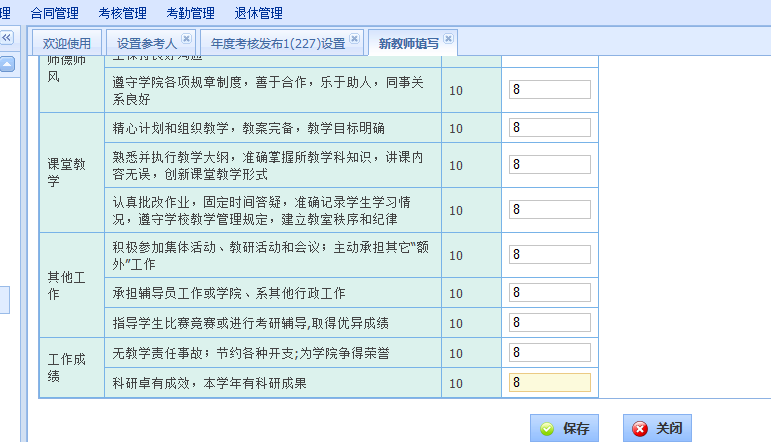 理 合同管理 考核管理 考勤管理 退休管理
欢迎使用 设置参考人 年度考核发布1(227)设置 新教师填写
师德师
风
遵守学院各项规章制度，善于合作，乐于助人，同事关
系良好 10 8
精心计划和组织教学，教案完备，教学目标明确 10 8
课堂教
学
熟悉并执行教学大纲，准确掌握所教学科知识，讲课内
容无误，创新课堂教学形式 10 8
认真批改作业，固定时间答疑，准确记录学生学习情
况，遵守学校教学管理规定，建立教室秩序和纪律 10 8
其他工
作
积极参加集体活动、教研活动和会议；主动承担其它“额
外”工作 10 8
承担辅导员工作或学院、系其他行政工作 10 8
指导学生比赛竞赛或进行考研辅导,取得优异成绩 10 8
工作成
绩
无教学责任事故；节约各种开支;为学院争得荣誉 10 8
科研卓有成效，本学年有科研成果 10 8
保存 关闭